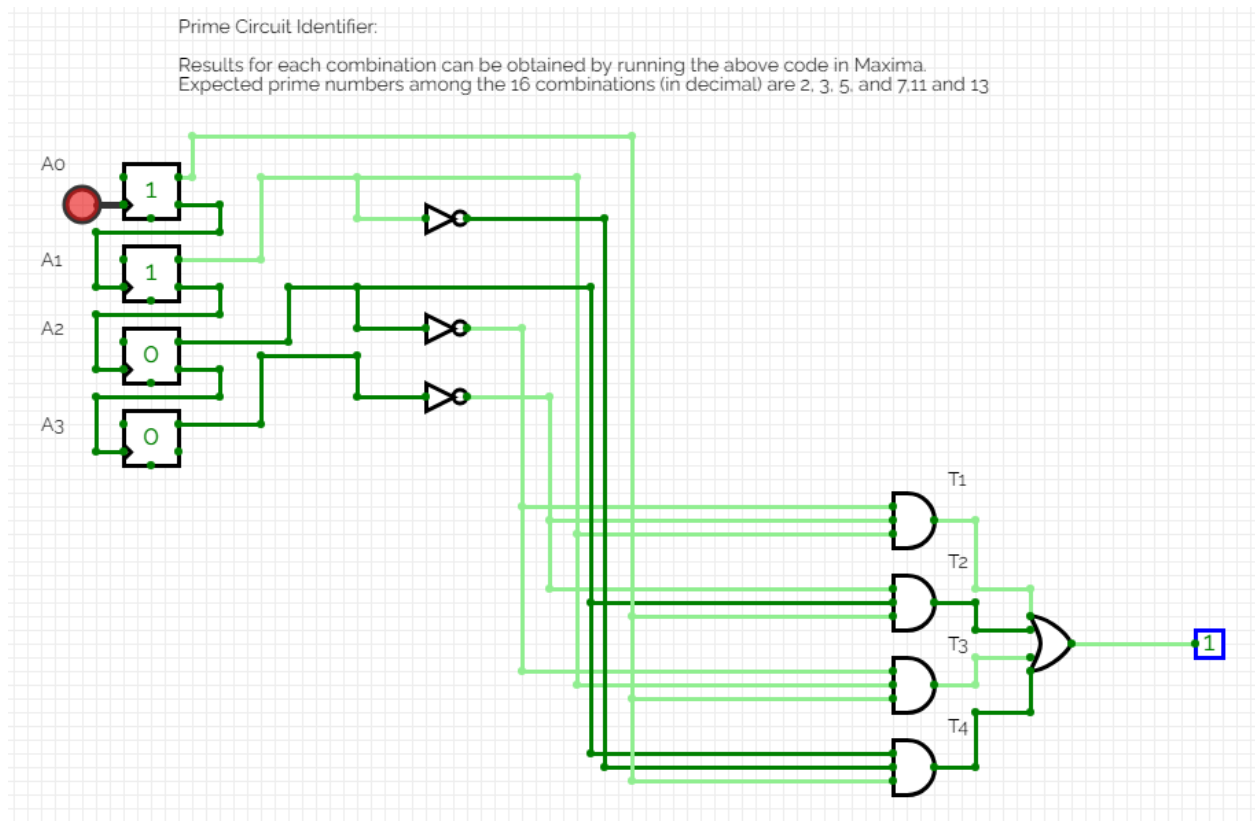 Prime Circuit Identifier:
Results for each combination can be obtained by running the above code in Maxima.
Expected prime numbers among the 16 combinations (in decimal) are 2, 3, 5, and 7,11 and 13
A0
1
A1
1
A2
0
A3
0
T1
T2
T3
1
T4